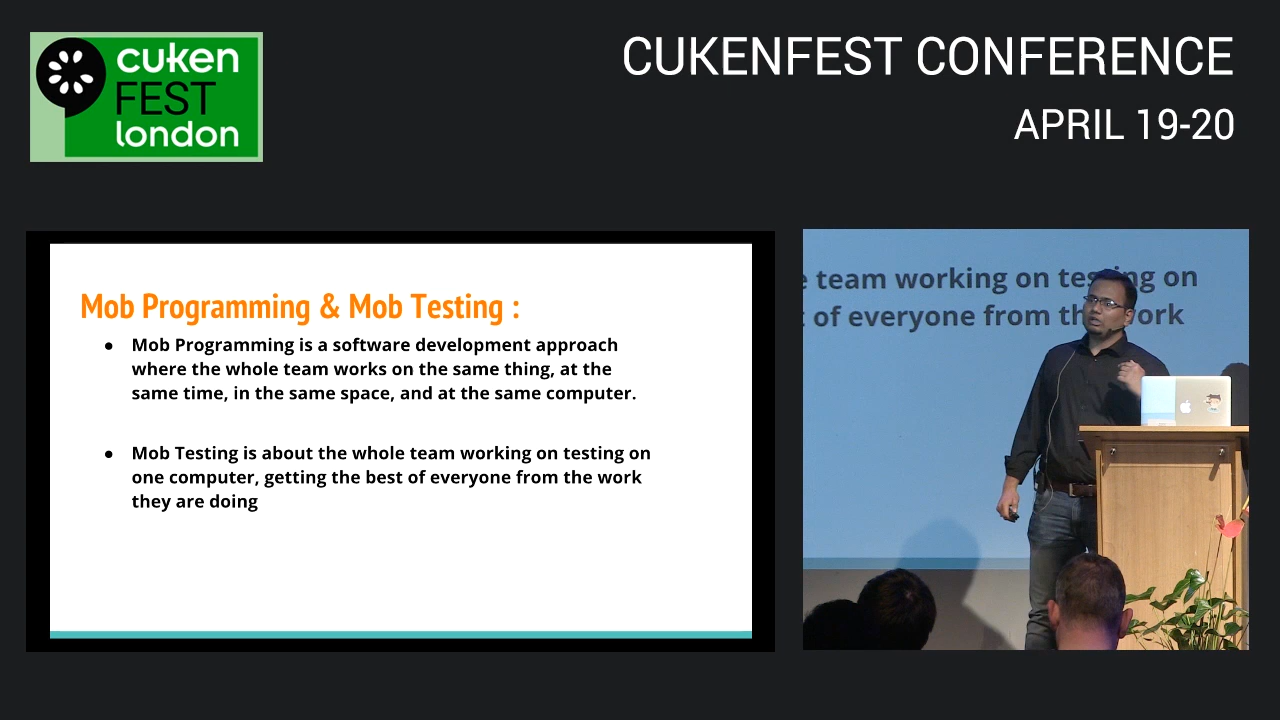 cuken
FEST
london
CUKENFEST CONFERENCE
APRIL 19-20
Mob Programming & Mob Testing :
● Mob Programming is a software development approach
where the whole team works on the same thing, at the
same time, in the same space, and at the same computer.
● Mob Testing is about the whole team working on testing on
one computer, getting the best of everyone from the work
they are doing
team working on testing on
of everyone from the work